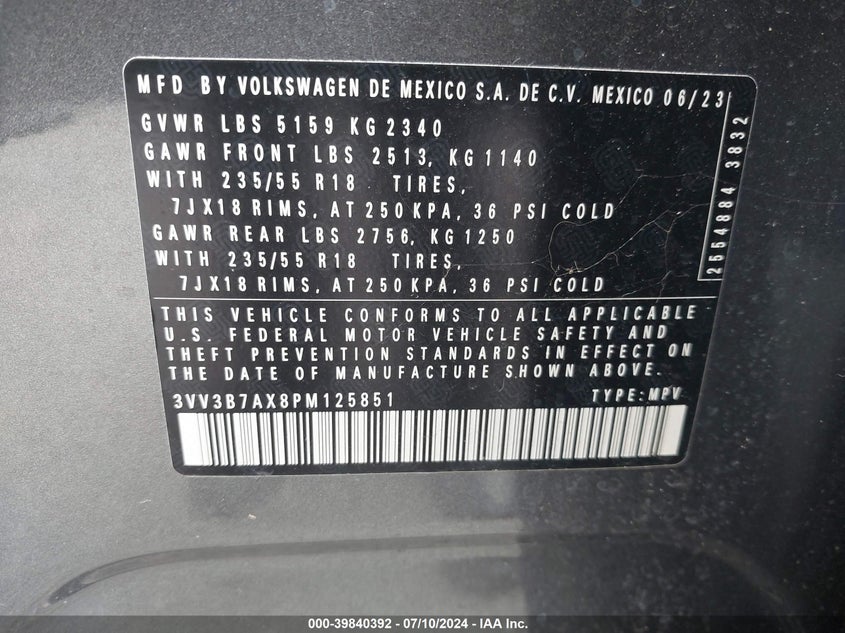 MFD BY VOLKSWAGEN DE MEXICO S.A. DE C.V. MEXICO 06/23
GVWR LBS 5159 KG 2340
GAWR FRONT LBS 2513, KG 1140
WITH 235/55 R18 TIRES,
7JX18 RIMS, AT 250 KPA, 36 PSI COLD
GAWR REAR LBS 2756, KG 1250
WITH 235/55 R18 TIRES,
7JX18 RIMS, AT 250 KPA, 36 PSI COLD
2554884 3832
THIS VEHICLE CONFORMS TO ALL APPLICABLE
U.S. FEDERAL MOTOR VEHICLE SAFETY AND
THEFT PREVENTION STANDARDS IN EFFECT ON
THE DATE OF MANUFACTURE SHOWN ABOVE.
3VV3B7AX8PM125851 TYPE: MPV
000-39840392 - 07/10/2024 - IAA Inc.